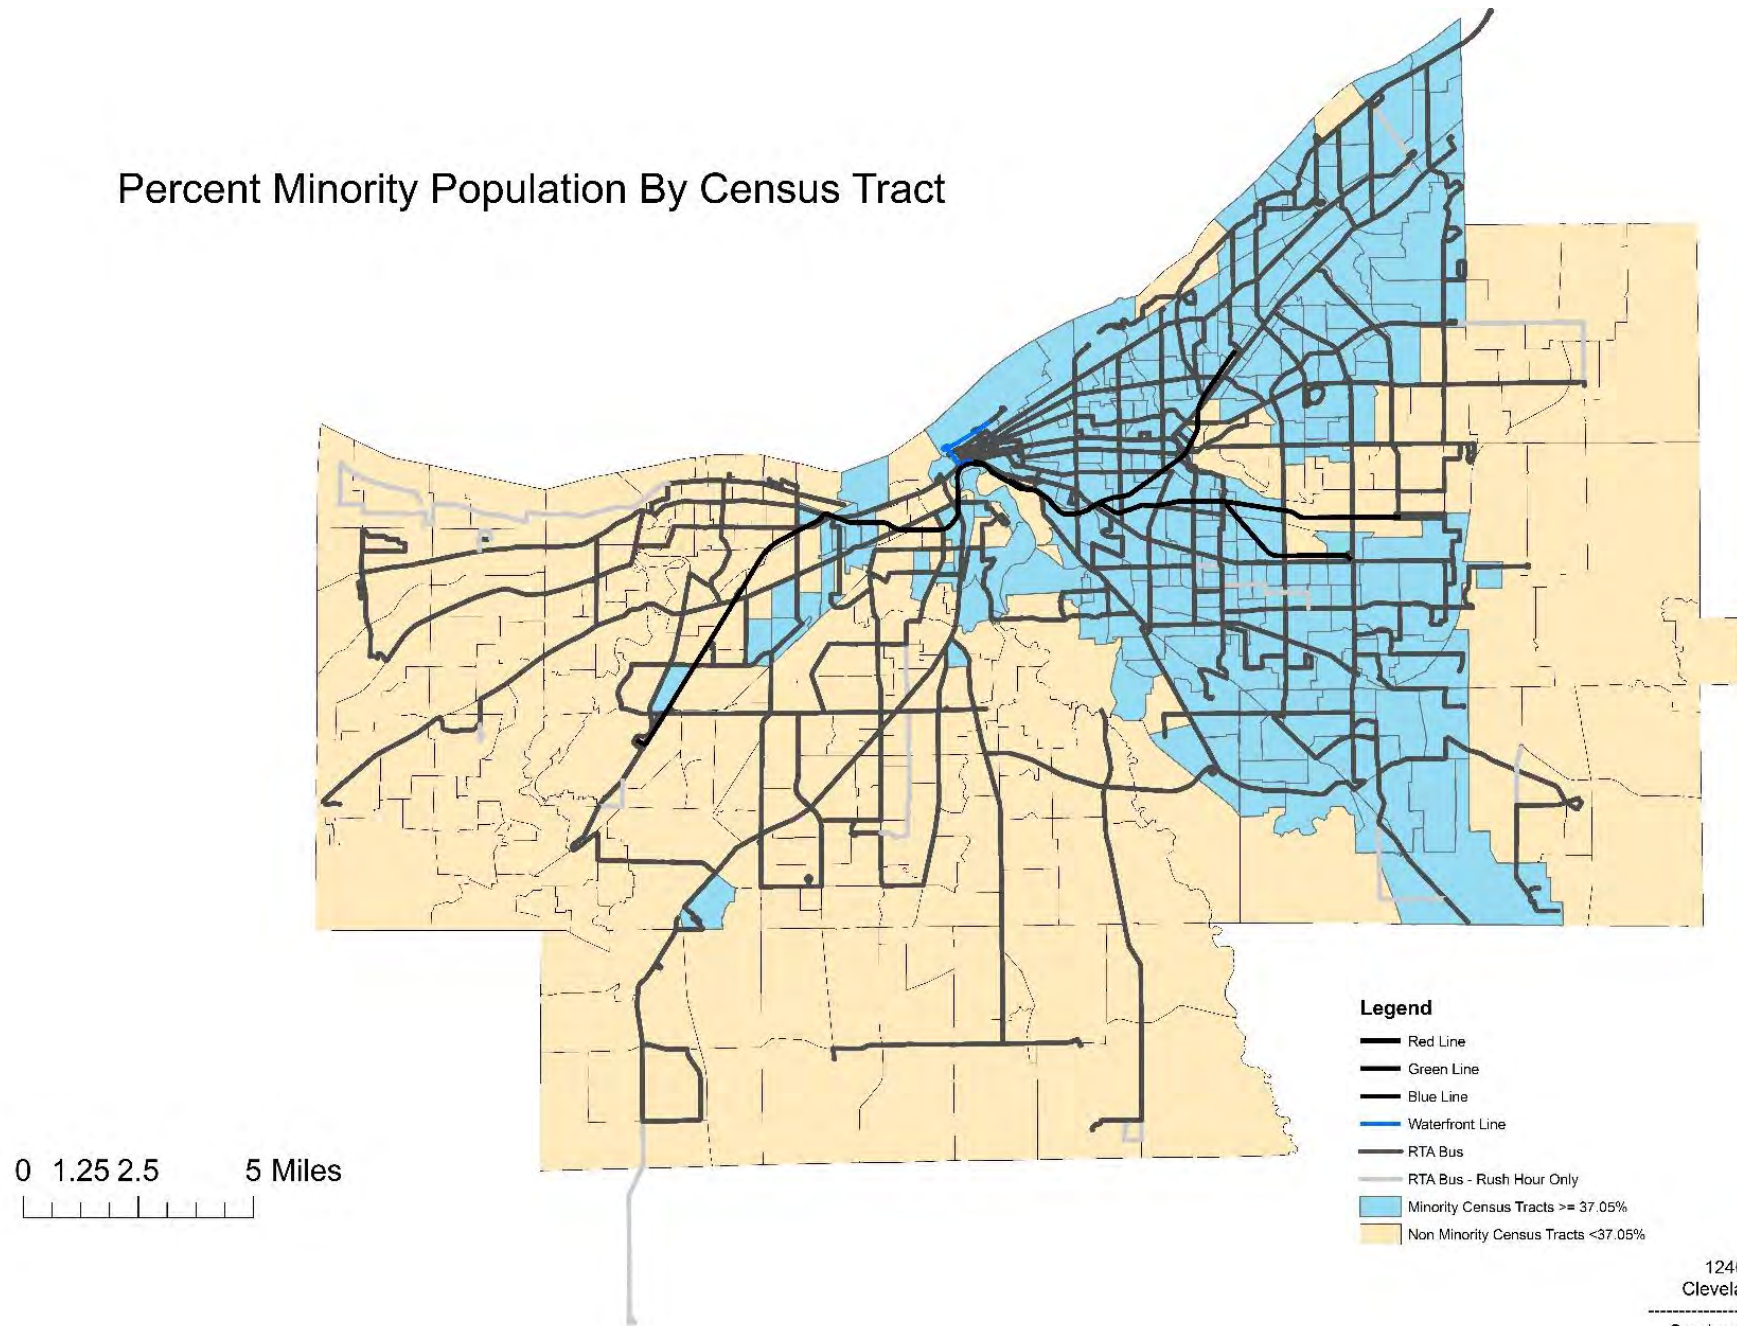 Percent Minority Population By Census Tract
Legend
Red Line
Green Line
Blue Line
Waterfront Line
RTA Bus
RTA Bus - Rush Hour Only
Minority Census Tracts >= 37.05%
Non Minority Census Tracts <37.05%
0 1.25 2.5 5 Miles
124
Clevela